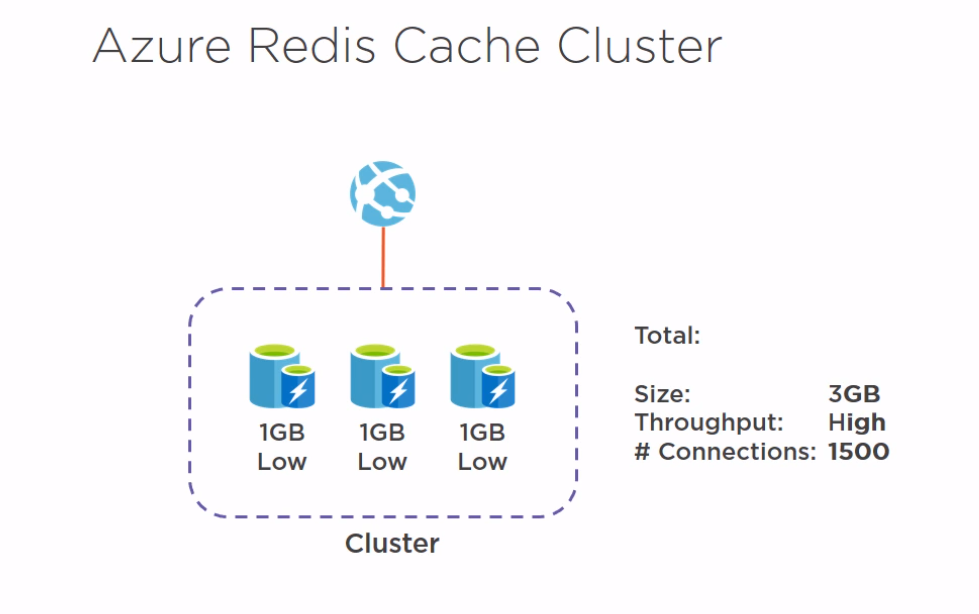 Azure Redis Cache Cluster
1GB 1GB 1GB
Low Low Low
Cluster
Total:
Size: 3GB
Throughput: High
# Connections: 1500